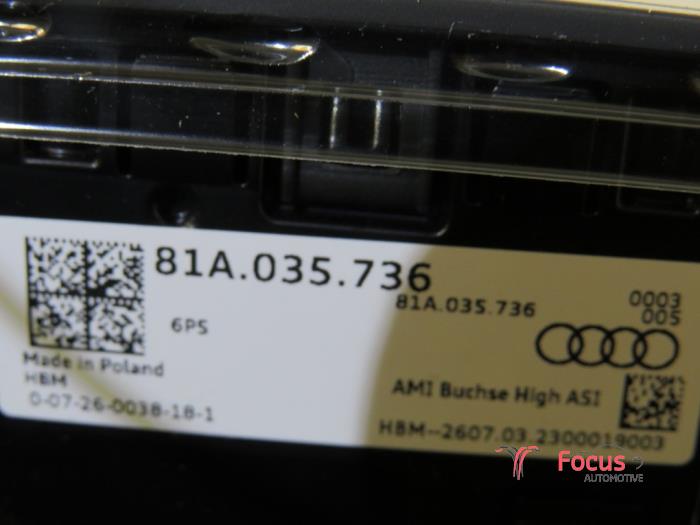 81A.035.736
81A.035.736
0003
005
6PS
Made in Poland
HBM
0-07-26-0038-18-1
AMI Buchse High ASI
HBM--2607.03 2300019003
Focus
AUTOMOTIVE